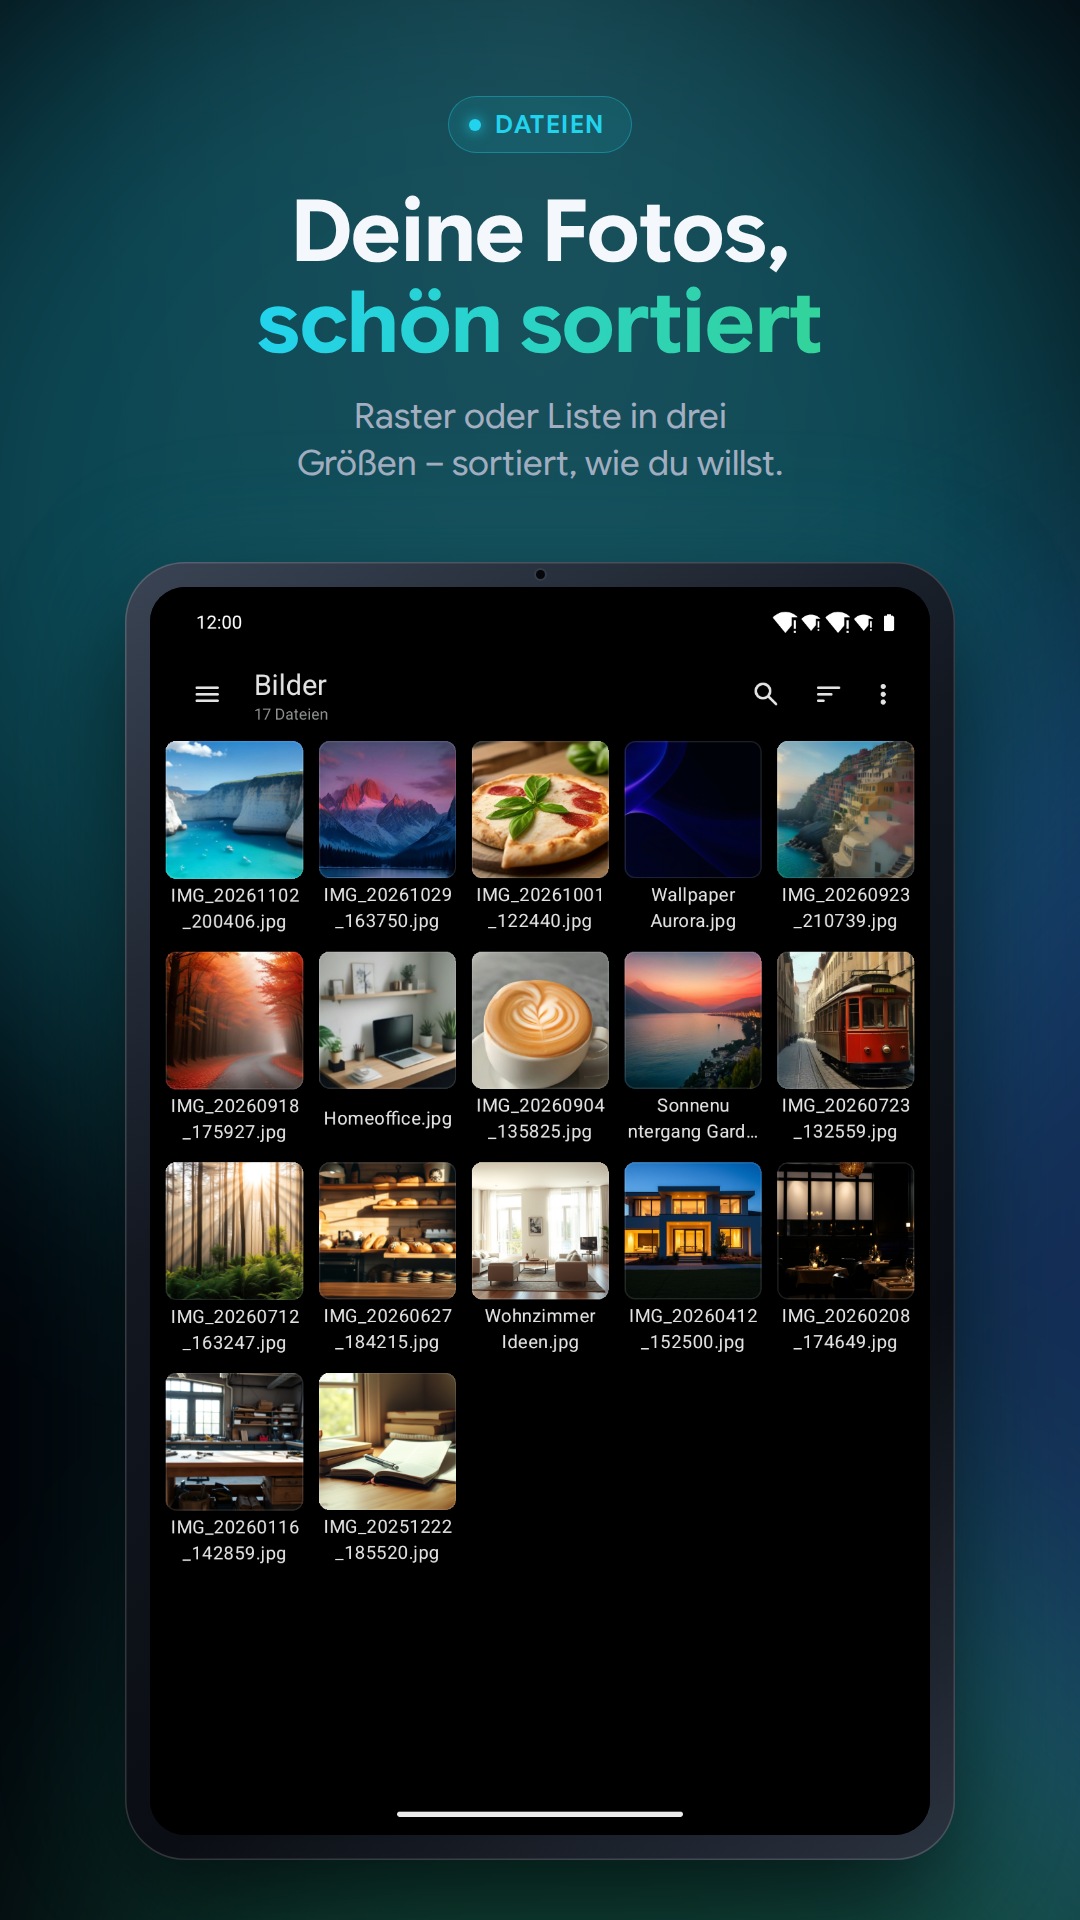 DATEIEN
Deine Fotos,
schön sortiert
Raster oder Liste in drei
Größen – sortiert, wie du willst.
12:00
Bilder
17 Dateien
IMG_20261102
_200406.jpg
IMG_20261029
_163750.jpg
IMG_20261001
_122440.jpg
Wallpaper
Aurora.jpg
IMG_20260923
_210739.jpg
IMG_20260918
_175927.jpg
Homeoffice.jpg
IMG_20260904
_135825.jpg
Sonnenu
ntergang Gard...
IMG_20260723
_132559.jpg
IMG_20260712
_163247.jpg
IMG_20260627
_184215.jpg
Wohnzimmer
Ideen.jpg
IMG_20260412
_152500.jpg
IMG_20260208
_174649.jpg
IMG_20260116
_142859.jpg
IMG_20251222
_185520.jpg